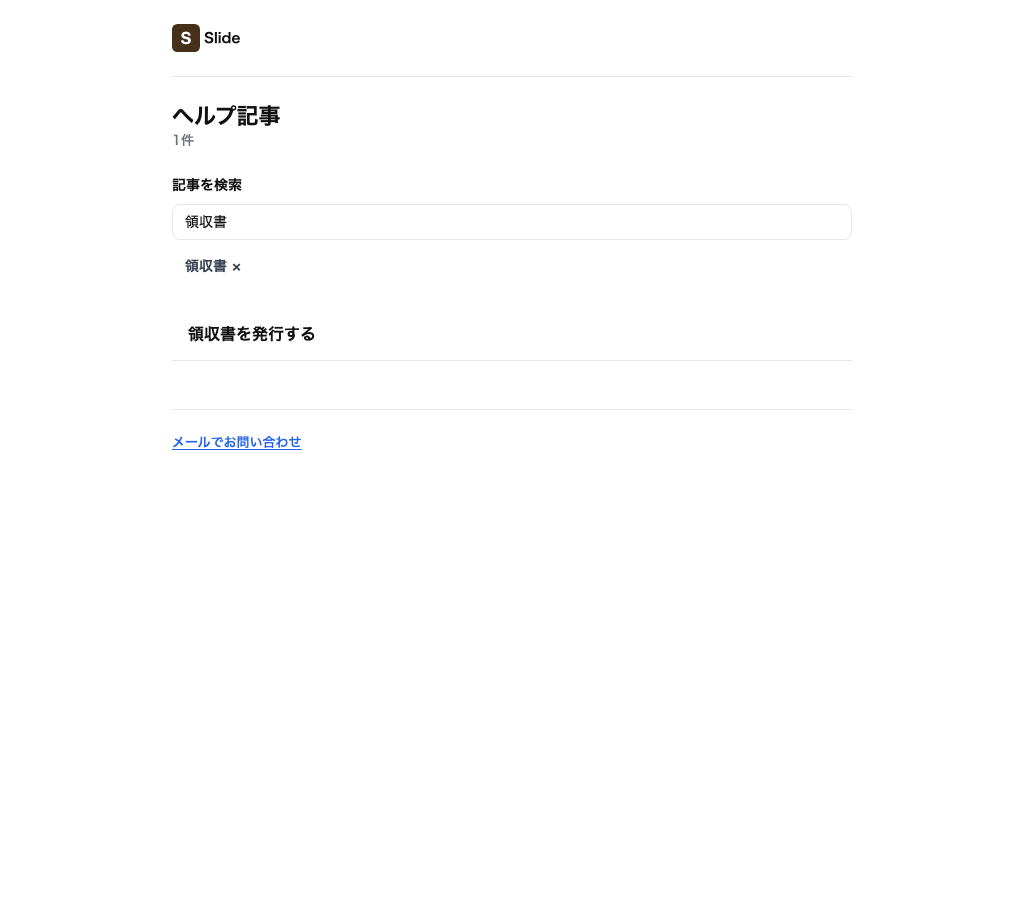 S Slide
ヘルプ記事
1件
記事を検索
領収書
領収書 ×
領収書を発行する
メールでお問い合わせ